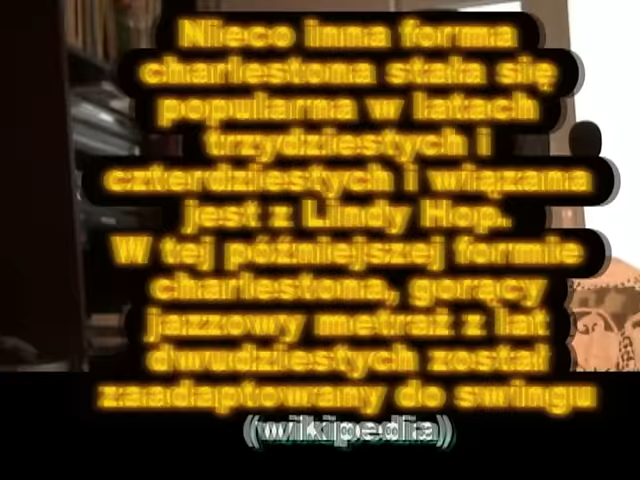 Nieco inna forma
charlestona stała się
popularna w latach
trzydziestych i
czterdziestych i wiązana
jest z Lindy Hop.
W tej późniejszej formie
charlestona, gorący
jazzowy metraż z lat
dwudziestych został
zaadaptowany do swingu
((wikipedia))